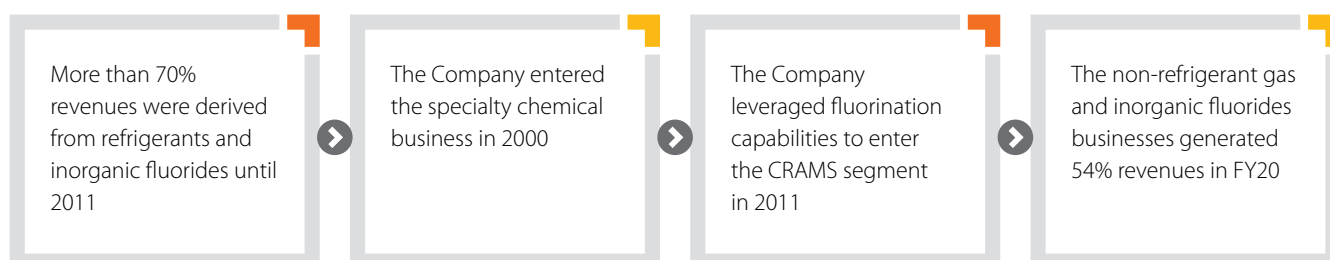 More than 70%
revenues were derived
from refrigerants and
inorganic fluorides until
2011
The Company entered
the specialty chemical
business in 2000
The Company
leveraged fluorination
capabilities to enter
the CRAMS segment
in 2011
The non-refrigerant gas
and inorganic fluorides
businesses generated
54% revenues in FY20